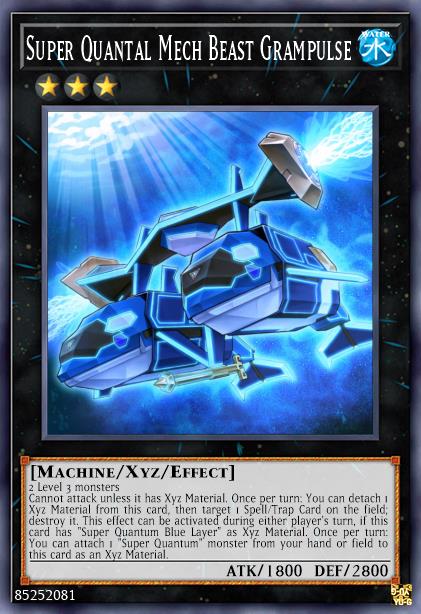 SUPER QUANTAL MECH BEAST GRAMPULSE
WATER
水
[MACHINE/XYZ/EFFECT]
2 Level 3 monsters
Cannot attack unless it has Xyz Material. Once per turn: You can detach 1
Xyz Material from this card, then target 1 Spell/Trap Card on the field;
destroy it. This effect can be activated during either player's turn, if this
card has "Super Quantum Blue Layer" as Xyz Material. Once per turn:
You can attach 1 "Super Quantum" monster from your hand or field to
this card as an Xyz Material.
ATK/1800 DEF/2800
85252081